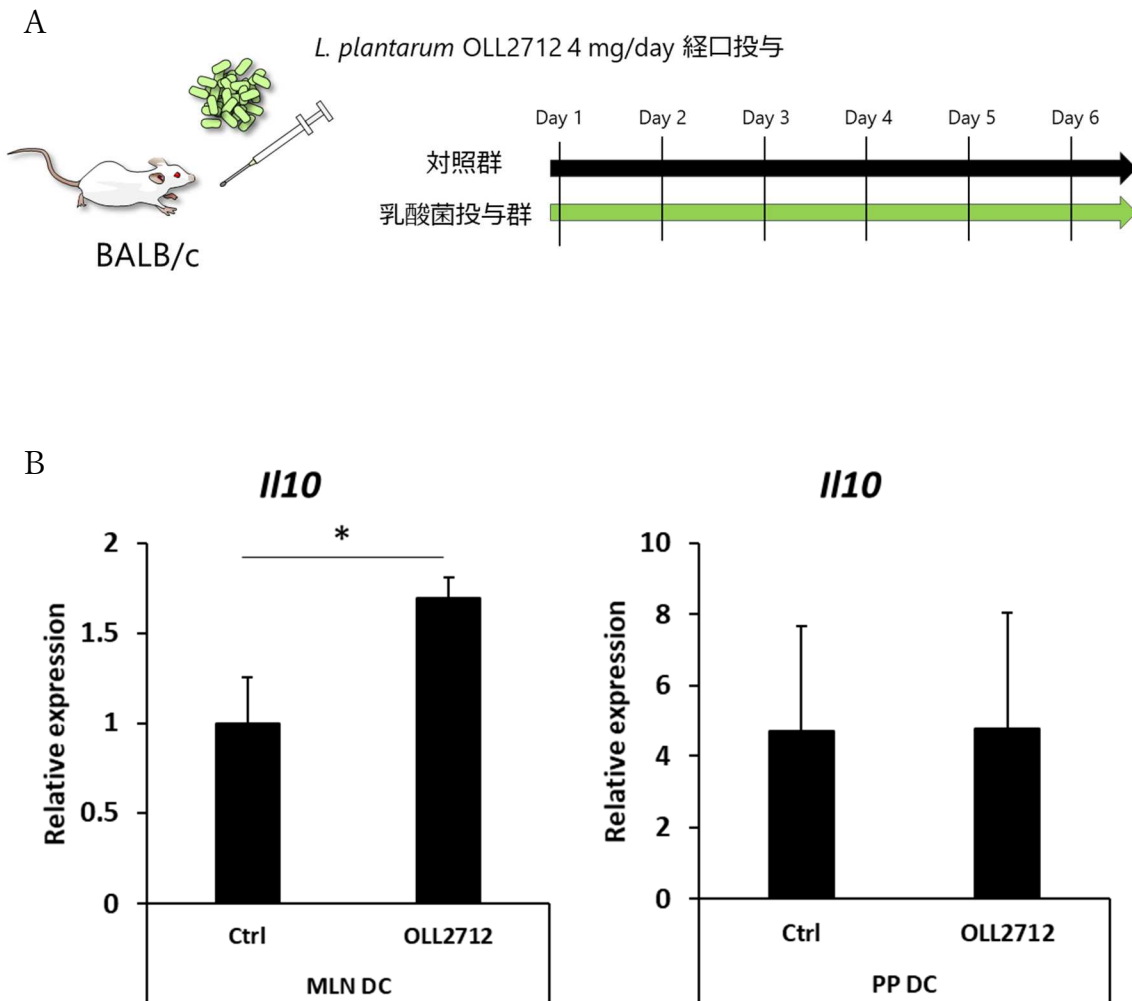 A
L. plantarum OLL2712 4 mg/day 経口投与
Day 1 Day 2 Day 3 Day 4 Day 5 Day 6
対照群
乳酸菌投与群
BALB/c
B
Il10
*
2
1.5
1
0.5
0
Relative expression
Ctrl OLL2712
MLN DC
Il10
10
8
6
4
2
0
Relative expression
Ctrl OLL2712
PP DC